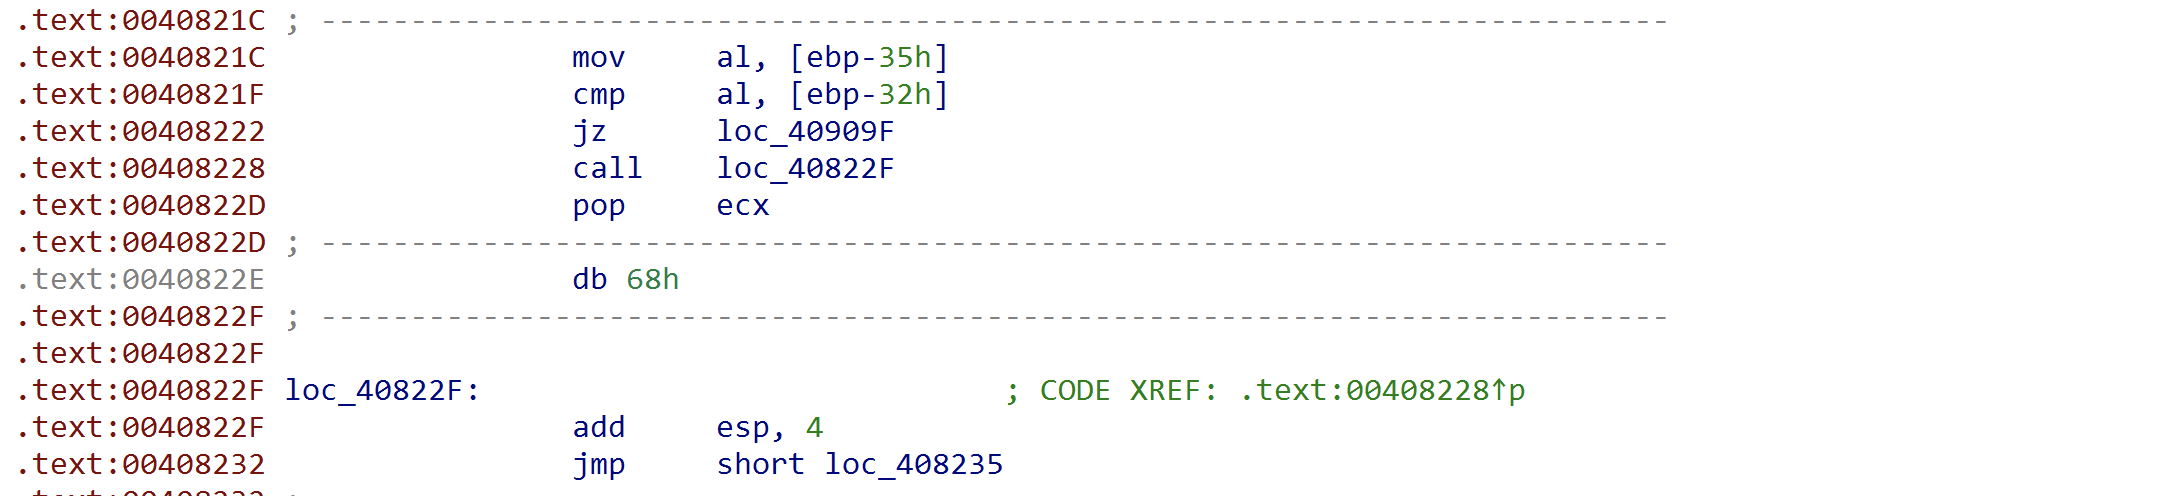 .text:0040821C ; ---------------------------------------------------------------------------
.text:0040821C                 mov     al, [ebp-35h]
.text:0040821F                 cmp     al, [ebp-32h]
.text:00408222                 jz      loc_40909F
.text:00408228                 call    loc_40822F
.text:0040822D                 pop     ecx
.text:0040822D ; ---------------------------------------------------------------------------
.text:0040822E                 db 68h
.text:0040822F ; ---------------------------------------------------------------------------
.text:0040822F
.text:0040822F loc_40822F:                             ; CODE XREF: .text:00408228↑p
.text:0040822F                 add     esp, 4
.text:00408232                 jmp     short loc_408235